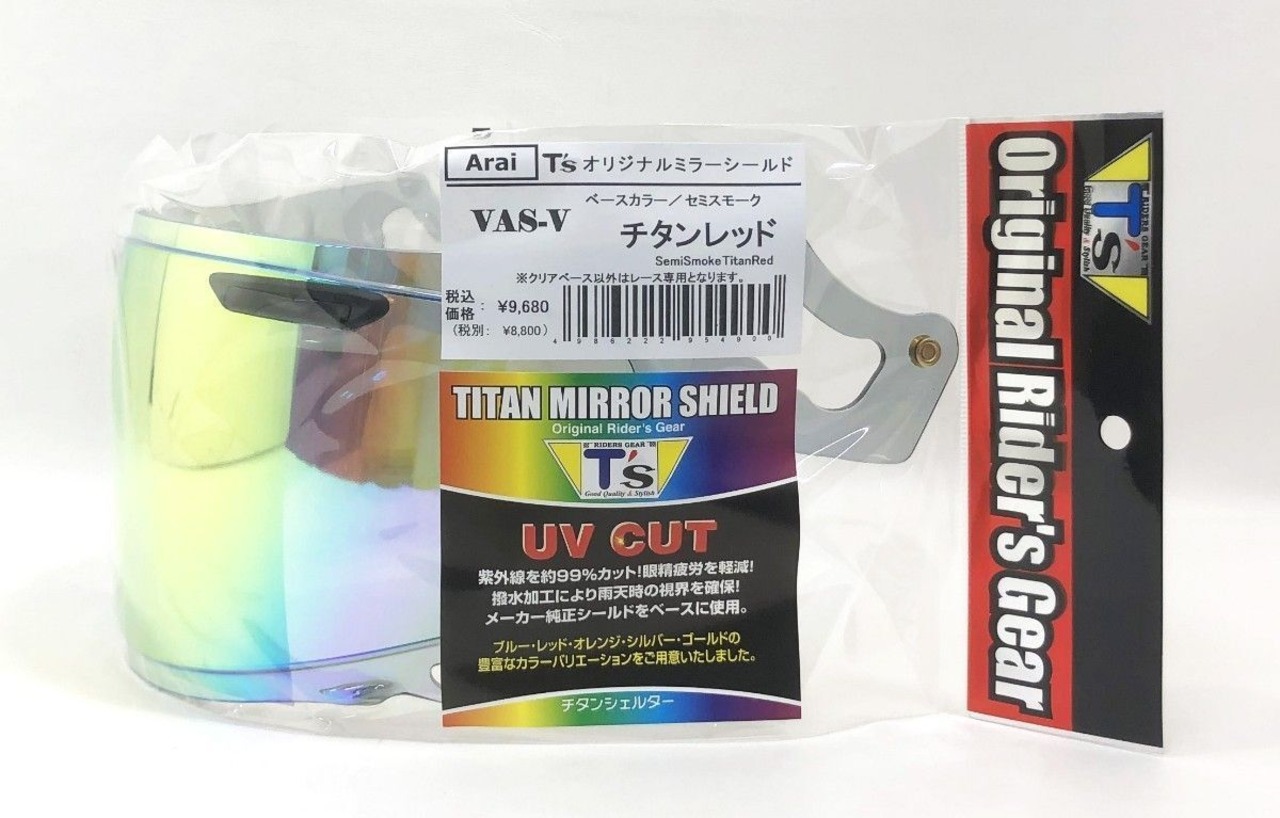 Arai T's オリジナルミラーシールド
VAS-V
ベースカラー/セミスモーク
チタンレッド
SemiSmokeTitanRed
※クリアベース以外はレース専用となります。
税込価格: ¥9,680
(税別: ¥8,800)
4986222954900
TITAN MIRROR SHIELD
Original Rider's Gear
RIDERS GEAR
T's
Good Quality & Stylish
UV CUT
紫外線を約99%カット!眼精疲労を軽減!
撥水加工により雨天時の視界を確保!
メーカー純正シールドをベースに使用。
ブルー・レッド・オレンジ・シルバー・ゴールドの
豊富なカラーバリエーションをご用意いたしました。
チタンシェルター
RIDERS GEAR
T's
Good Quality & Stylish
Original Rider's Gear